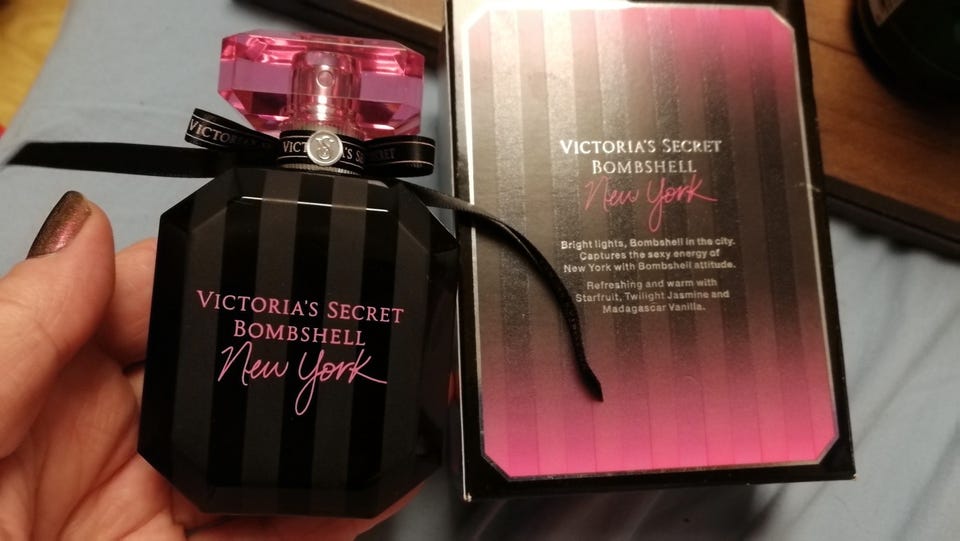 VICTORIA'S SECRET
VICTORIA'S SECRET
BOMBSHELL
New York
VICTORIA'S SECRET
BOMBSHELL
New York
Bright lights, Bombshell in the city.
Captures the sexy energy of
New York with Bombshell attitude.
Refreshing and warm with
Starfruit, Twilight Jasmine and
Madagascar Vanilla.